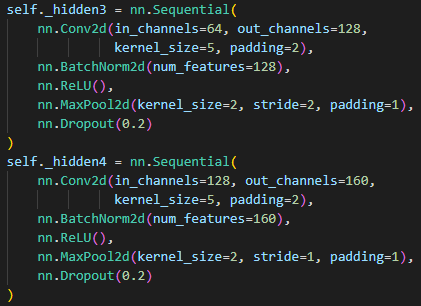 self._hidden3 = nn.Sequential(
    nn.Conv2d(in_channels=64, out_channels=128,
              kernel_size=5, padding=2),
    nn.BatchNorm2d(num_features=128),
    nn.ReLU(),
    nn.MaxPool2d(kernel_size=2, stride=2, padding=1),
    nn.Dropout(0.2)
)
self._hidden4 = nn.Sequential(
    nn.Conv2d(in_channels=128, out_channels=160,
              kernel_size=5, padding=2),
    nn.BatchNorm2d(num_features=160),
    nn.ReLU(),
    nn.MaxPool2d(kernel_size=2, stride=1, padding=1),
    nn.Dropout(0.2)
)